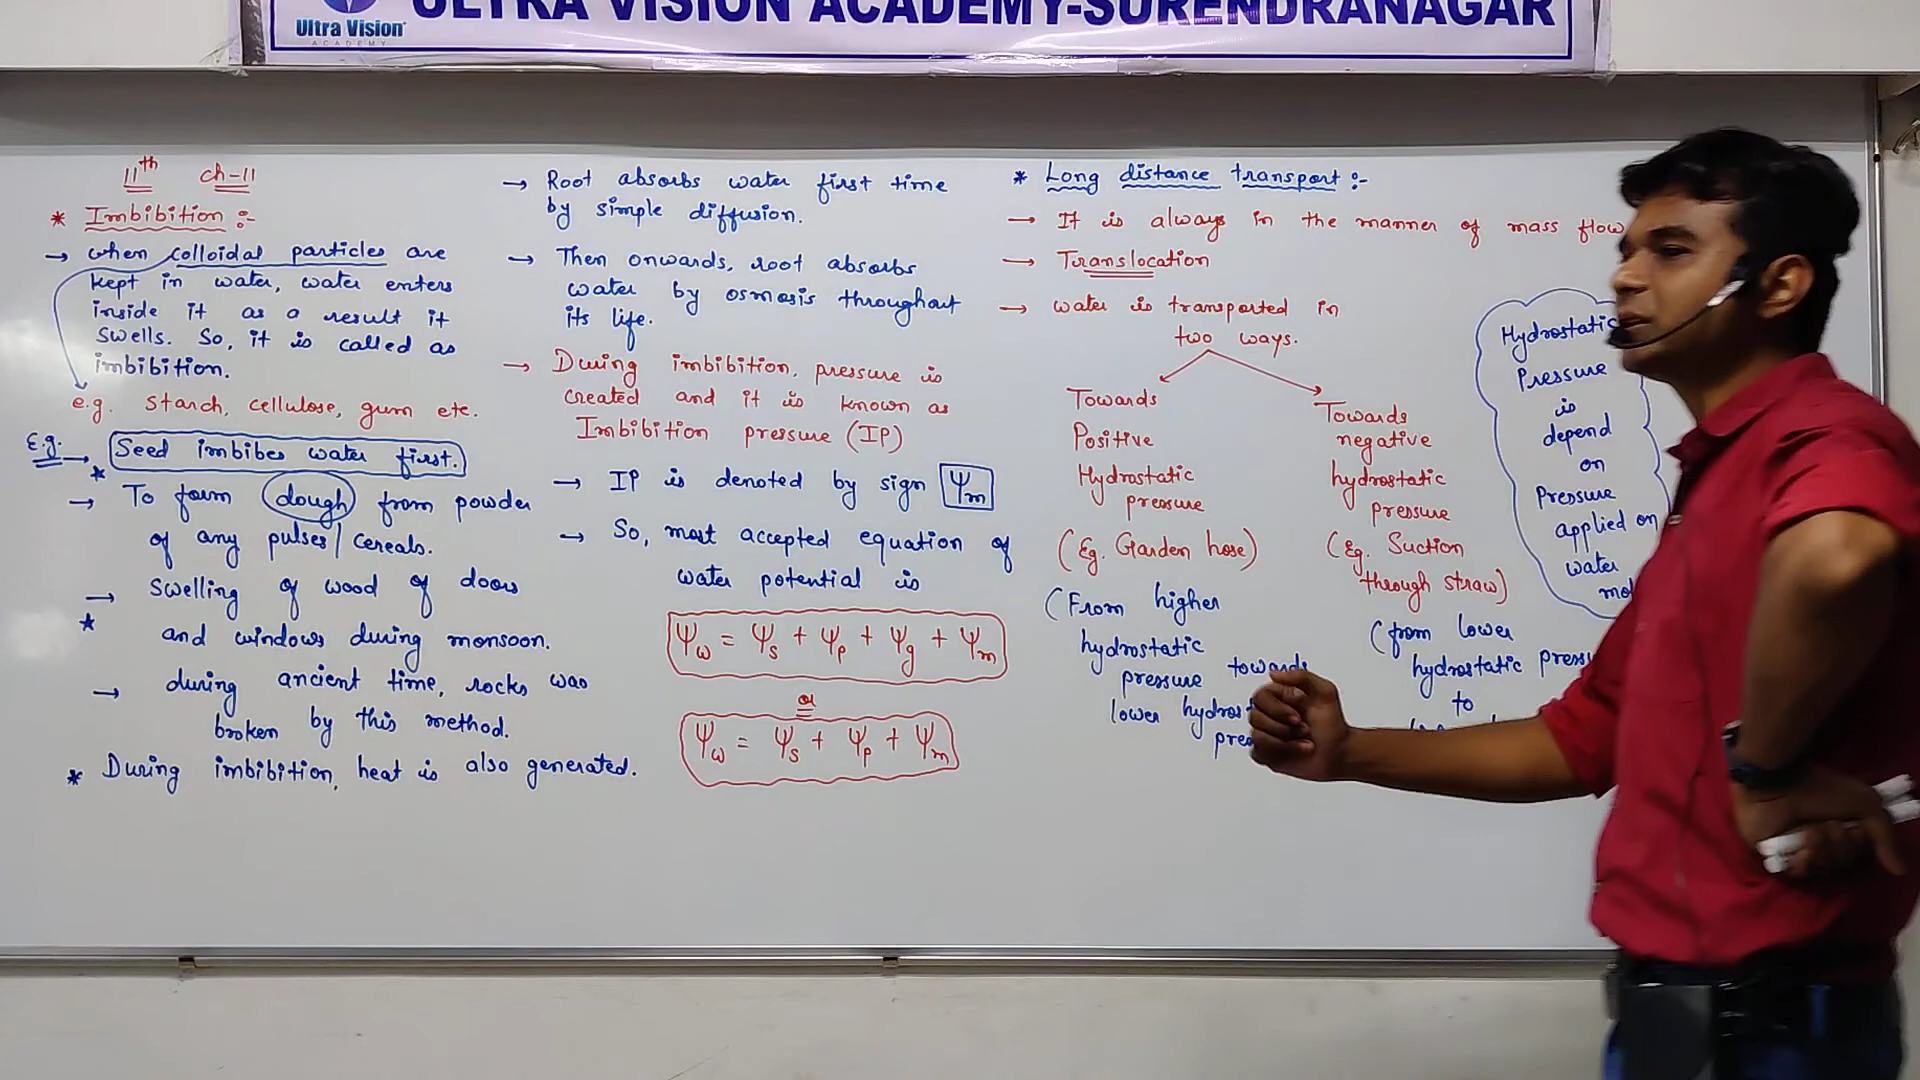 ULTRA VISION ACADEMY-SURENDRANAGAR
Ultra Vision
ACADEMY
11th ch-11
* Imbibition :-
→ when colloidal particles are
kept in water, water enters
inside it as a result it
swells. So, it is called as
imbibition.
e.g. Starch, cellulose, gum etc.
E.g. → Seed imbibes water first.
*
→ To form dough from powder
of any pulses/cereals.
→ Swelling of wood of doors
* and windows during monsoon.
→ during ancient time, rocks was
broken by this method.
* During imbibition, heat is also generated.
→ Root absorbs water first time
by simple diffusion.
→ Then onwards, root absorbs
water by osmosis throughout
its life.
→ During imbibition, pressure is
created and it is known as
Imbibition pressure (IP)
→ IP is denoted by sign Ψm
→ So, most accepted equation of
water potential is
Ψw = Ψs + Ψp + Ψg + Ψm
or
Ψw = Ψs + Ψp + Ψm
* Long distance transport :-
→ It is always in the manner of mass flow
→ Translocation
→ water is transported in
two ways.
Towards
Positive
Hydrostatic
pressure
(Eg. Garden hose)
(From higher
hydrostatic
pressure towards
lower
Towards
negative
hydrostatic
pressure
(Eg. Suction
through straw)
(from lower
hydrostatic
to
Hydrostatic
Pressure
is
depend
on
Pressure
applied on
water